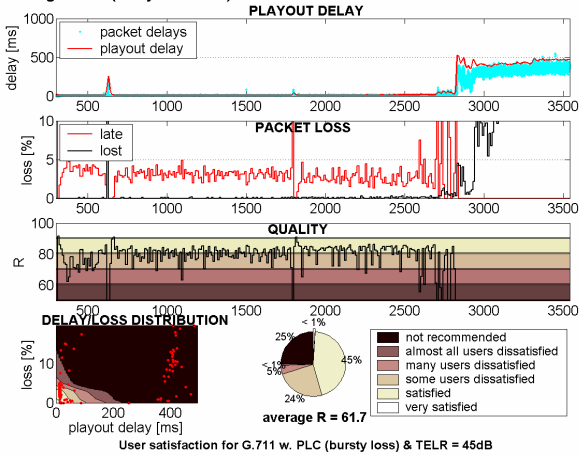 PLAYOUT DELAY
1000
500
0
delay [ms]
packet delays
playout delay
500 1000 1500 2000 2500 3000 3500
PACKET LOSS
10
5
0
loss [%]
late
lost
500 1000 1500 2000 2500 3000 3500
QUALITY
100
80
60
R
500 1000 1500 2000 2500 3000 3500
DELAY/LOSS DISTRIBUTION
10
0
loss [%]
0 200 400
playout delay [ms]
< 1%
25%
45%
< 1%
5%
24%
average R = 61.7
not recommended
almost all users dissatisfied
many users dissatisfied
some users dissatisfied
satisfied
very satisfied
User satisfaction for G.711 w. PLC (bursty loss) & TELR = 45dB